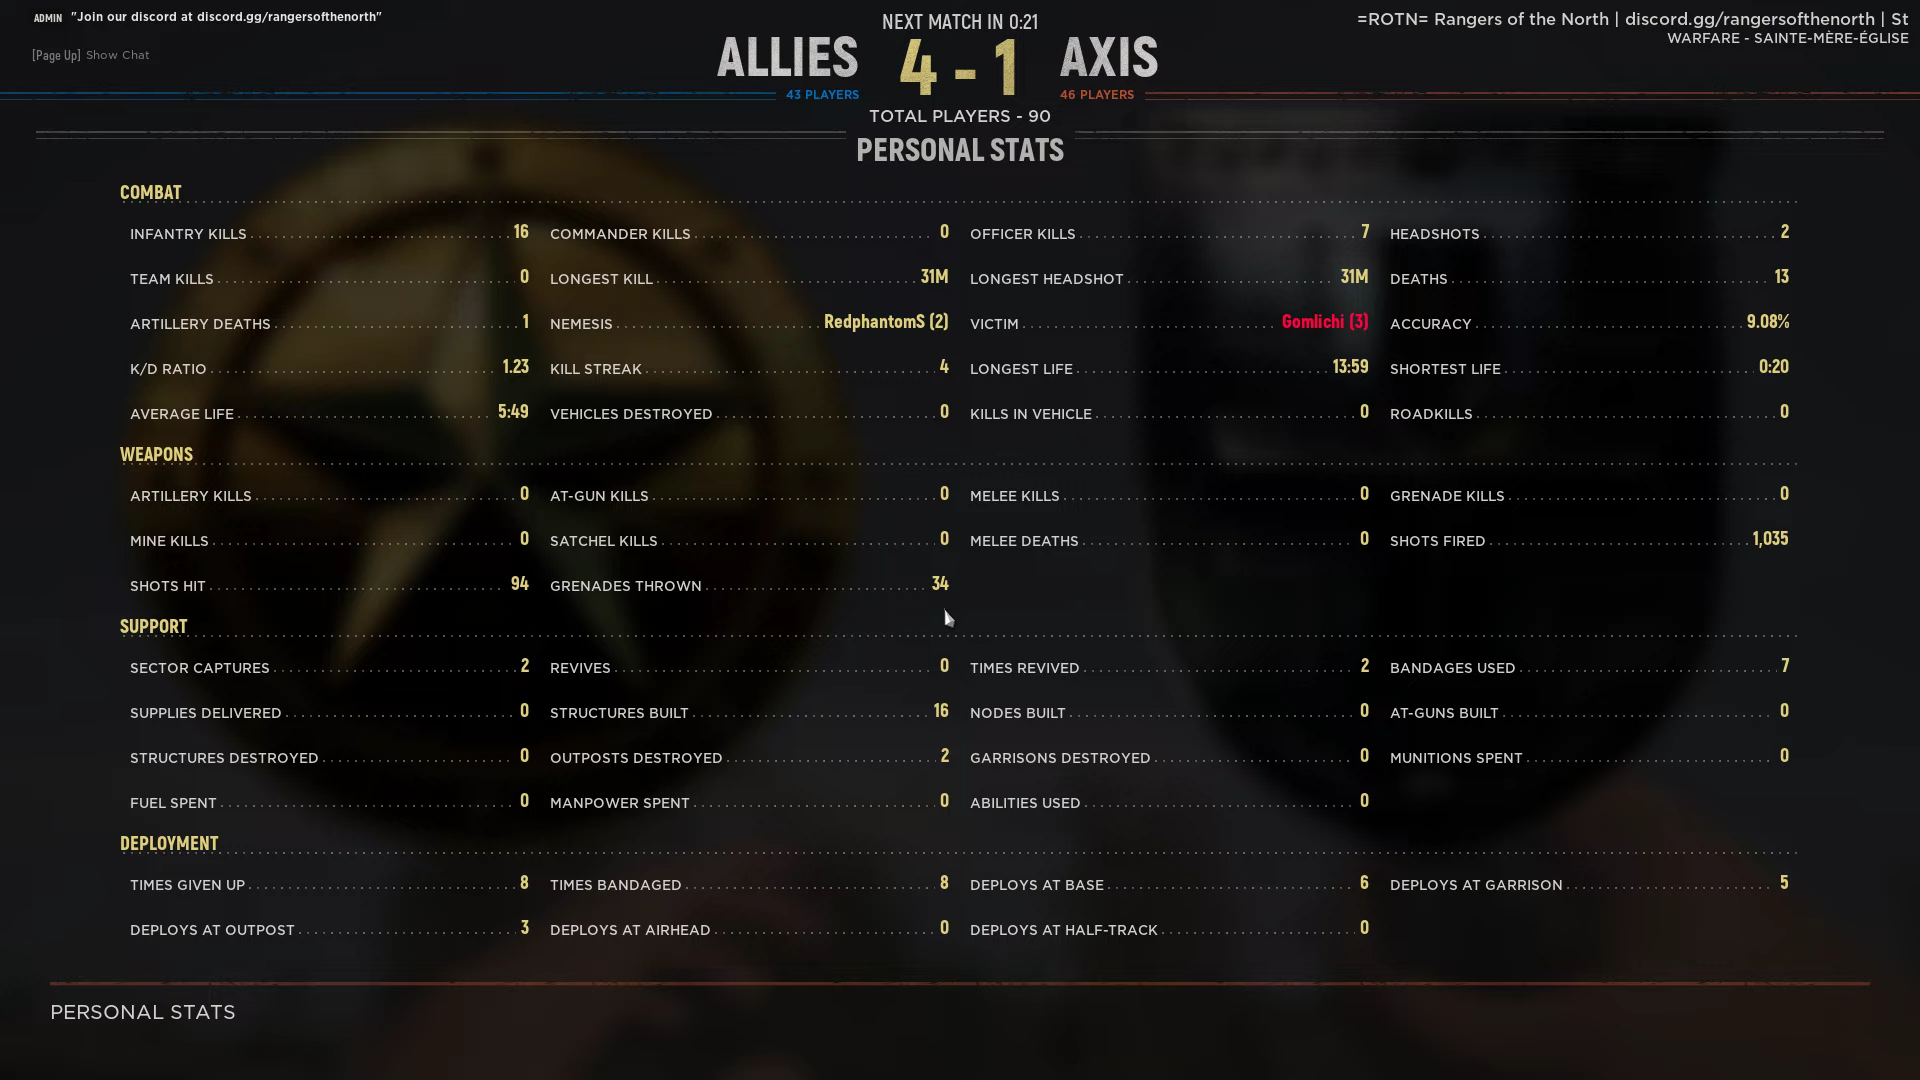 ADMIN "Join our discord at discord.gg/rangersofthenorth"
[Page Up] Show Chat
NEXT MATCH IN 0:21
ALLIES 4 - 1 AXIS
43 PLAYERS 46 PLAYERS
TOTAL PLAYERS - 90
=ROTN= Rangers of the North | discord.gg/rangersofthenorth | St
WARFARE - SAINTE-MÈRE-ÉGLISE
PERSONAL STATS
COMBAT
INFANTRY KILLS 16 COMMANDER KILLS 0 OFFICER KILLS 7 HEADSHOTS 2
TEAM KILLS 0 LONGEST KILL 31M LONGEST HEADSHOT 31M DEATHS 13
ARTILLERY DEATHS 1 NEMESIS RedphantomS (2) VICTIM Gomlichi (3) ACCURACY 9.08%
K/D RATIO 1.23 KILL STREAK 4 LONGEST LIFE 13:59 SHORTEST LIFE 0:20
AVERAGE LIFE 5:49 VEHICLES DESTROYED 0 KILLS IN VEHICLE 0 ROADKILLS 0
WEAPONS
ARTILLERY KILLS 0 AT-GUN KILLS 0 MELEE KILLS 0 GRENADE KILLS 0
MINE KILLS 0 SATCHEL KILLS 0 MELEE DEATHS 0 SHOTS FIRED 1,035
SHOTS HIT 94 GRENADES THROWN 34
SUPPORT
SECTOR CAPTURES 2 REVIVES 0 TIMES REVIVED 2 BANDAGES USED 7
SUPPLIES DELIVERED 0 STRUCTURES BUILT 16 NODES BUILT 0 AT-GUNS BUILT 0
STRUCTURES DESTROYED 0 OUTPOSTS DESTROYED 2 GARRISONS DESTROYED 0 MUNITIONS SPENT 0
FUEL SPENT 0 MANPOWER SPENT 0 ABILITIES USED 0
DEPLOYMENT
TIMES GIVEN UP 8 TIMES BANDAGED 8 DEPLOYS AT BASE 6 DEPLOYS AT GARRISON 5
DEPLOYS AT OUTPOST 3 DEPLOYS AT AIRHEAD 0 DEPLOYS AT HALF-TRACK 0
PERSONAL STATS